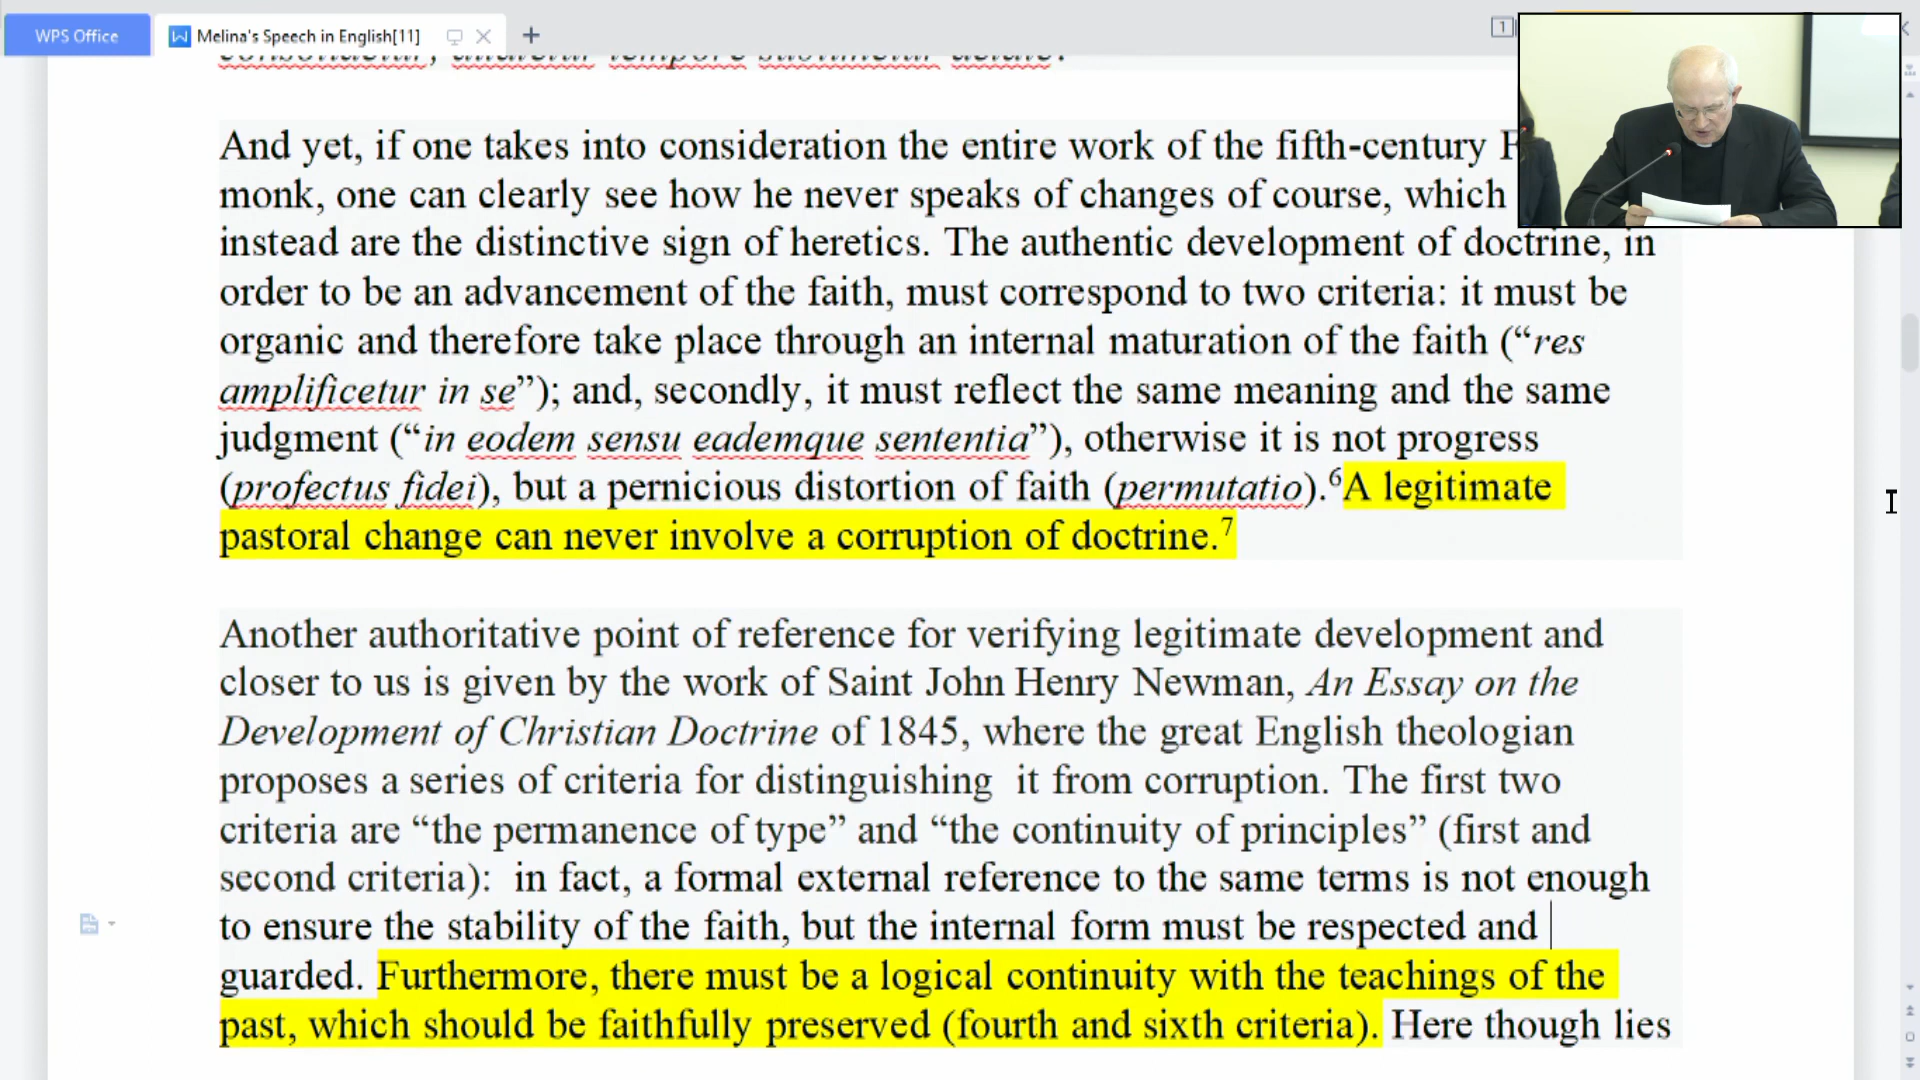 WPS Office
Melina's Speech in English[11]
1
And yet, if one takes into consideration the entire work of the fifth-century F
monk, one can clearly see how he never speaks of changes of course, which
instead are the distinctive sign of heretics. The authentic development of doctrine, in
order to be an advancement of the faith, must correspond to two criteria: it must be
organic and therefore take place through an internal maturation of the faith (“res
amplificetur in se”); and, secondly, it must reflect the same meaning and the same
judgment (“in eodem sensu eademque sententia”), otherwise it is not progress
(profectus fidei), but a pernicious distortion of faith (permutatio).⁶A legitimate
pastoral change can never involve a corruption of doctrine.⁷
Another authoritative point of reference for verifying legitimate development and
closer to us is given by the work of Saint John Henry Newman, An Essay on the
Development of Christian Doctrine of 1845, where the great English theologian
proposes a series of criteria for distinguishing  it from corruption. The first two
criteria are “the permanence of type” and “the continuity of principles” (first and
second criteria):  in fact, a formal external reference to the same terms is not enough
to ensure the stability of the faith, but the internal form must be respected and
guarded. Furthermore, there must be a logical continuity with the teachings of the
past, which should be faithfully preserved (fourth and sixth criteria). Here though lies